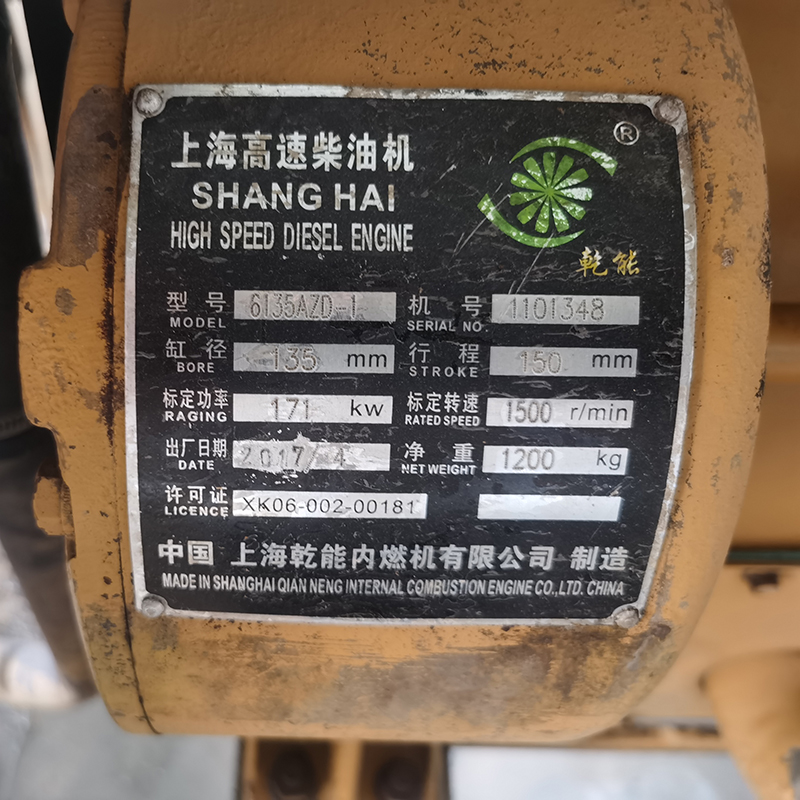 上海高速柴油机
SHANG HAI
HIGH SPEED DIESEL ENGINE
®
乾能
型号 MODEL 6135AZD-1 机号 SERIAL NO. 1101348
缸径 BORE 135 mm 行程 STROKE 150 mm
标定功率 RAGING 171 kw 标定转速 RATED SPEED 1500 r/min
出厂日期 DATE 2017 4 净重 NET WEIGHT 1200 kg
许可证 LICENCE XK06-002-00181
中国 上海乾能内燃机有限公司 制造
MADE IN SHANGHAI QIAN NENG INTERNAL COMBUSTION ENGINE CO.,LTD. CHINA